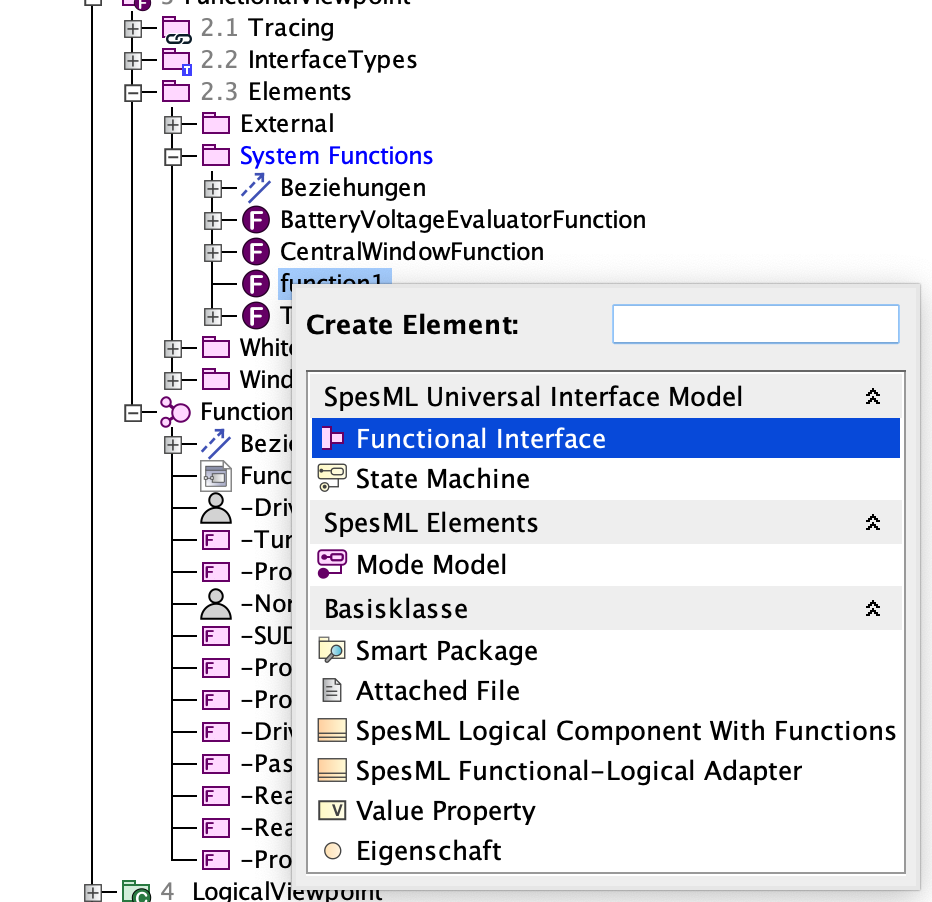 FunctionalViewpoint
2.1 Tracing
2.2 InterfaceTypes
2.3 Elements
External
System Functions
Beziehungen
BatteryVoltageEvaluatorFunction
CentralWindowFunction
function1
T
Whit
Wind
Function
Bezi
Func
-Driv
-Tur
-Pro
-Nor
-SUD
-Pro
-Pro
-Driv
-Pas
-Rea
-Rea
-Pro
4 LogicalViewpoint
Create Element:
SpesML Universal Interface Model
Functional Interface
State Machine
SpesML Elements
Mode Model
Basisklasse
Smart Package
Attached File
SpesML Logical Component With Functions
SpesML Functional-Logical Adapter
Value Property
Eigenschaft